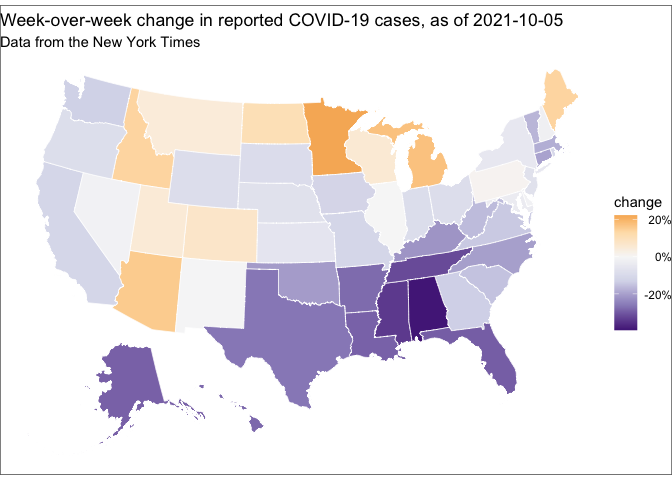 Week-over-week change in reported COVID-19 cases, as of 2021-10-05
Data from the New York Times
change
20%
0%
-20%